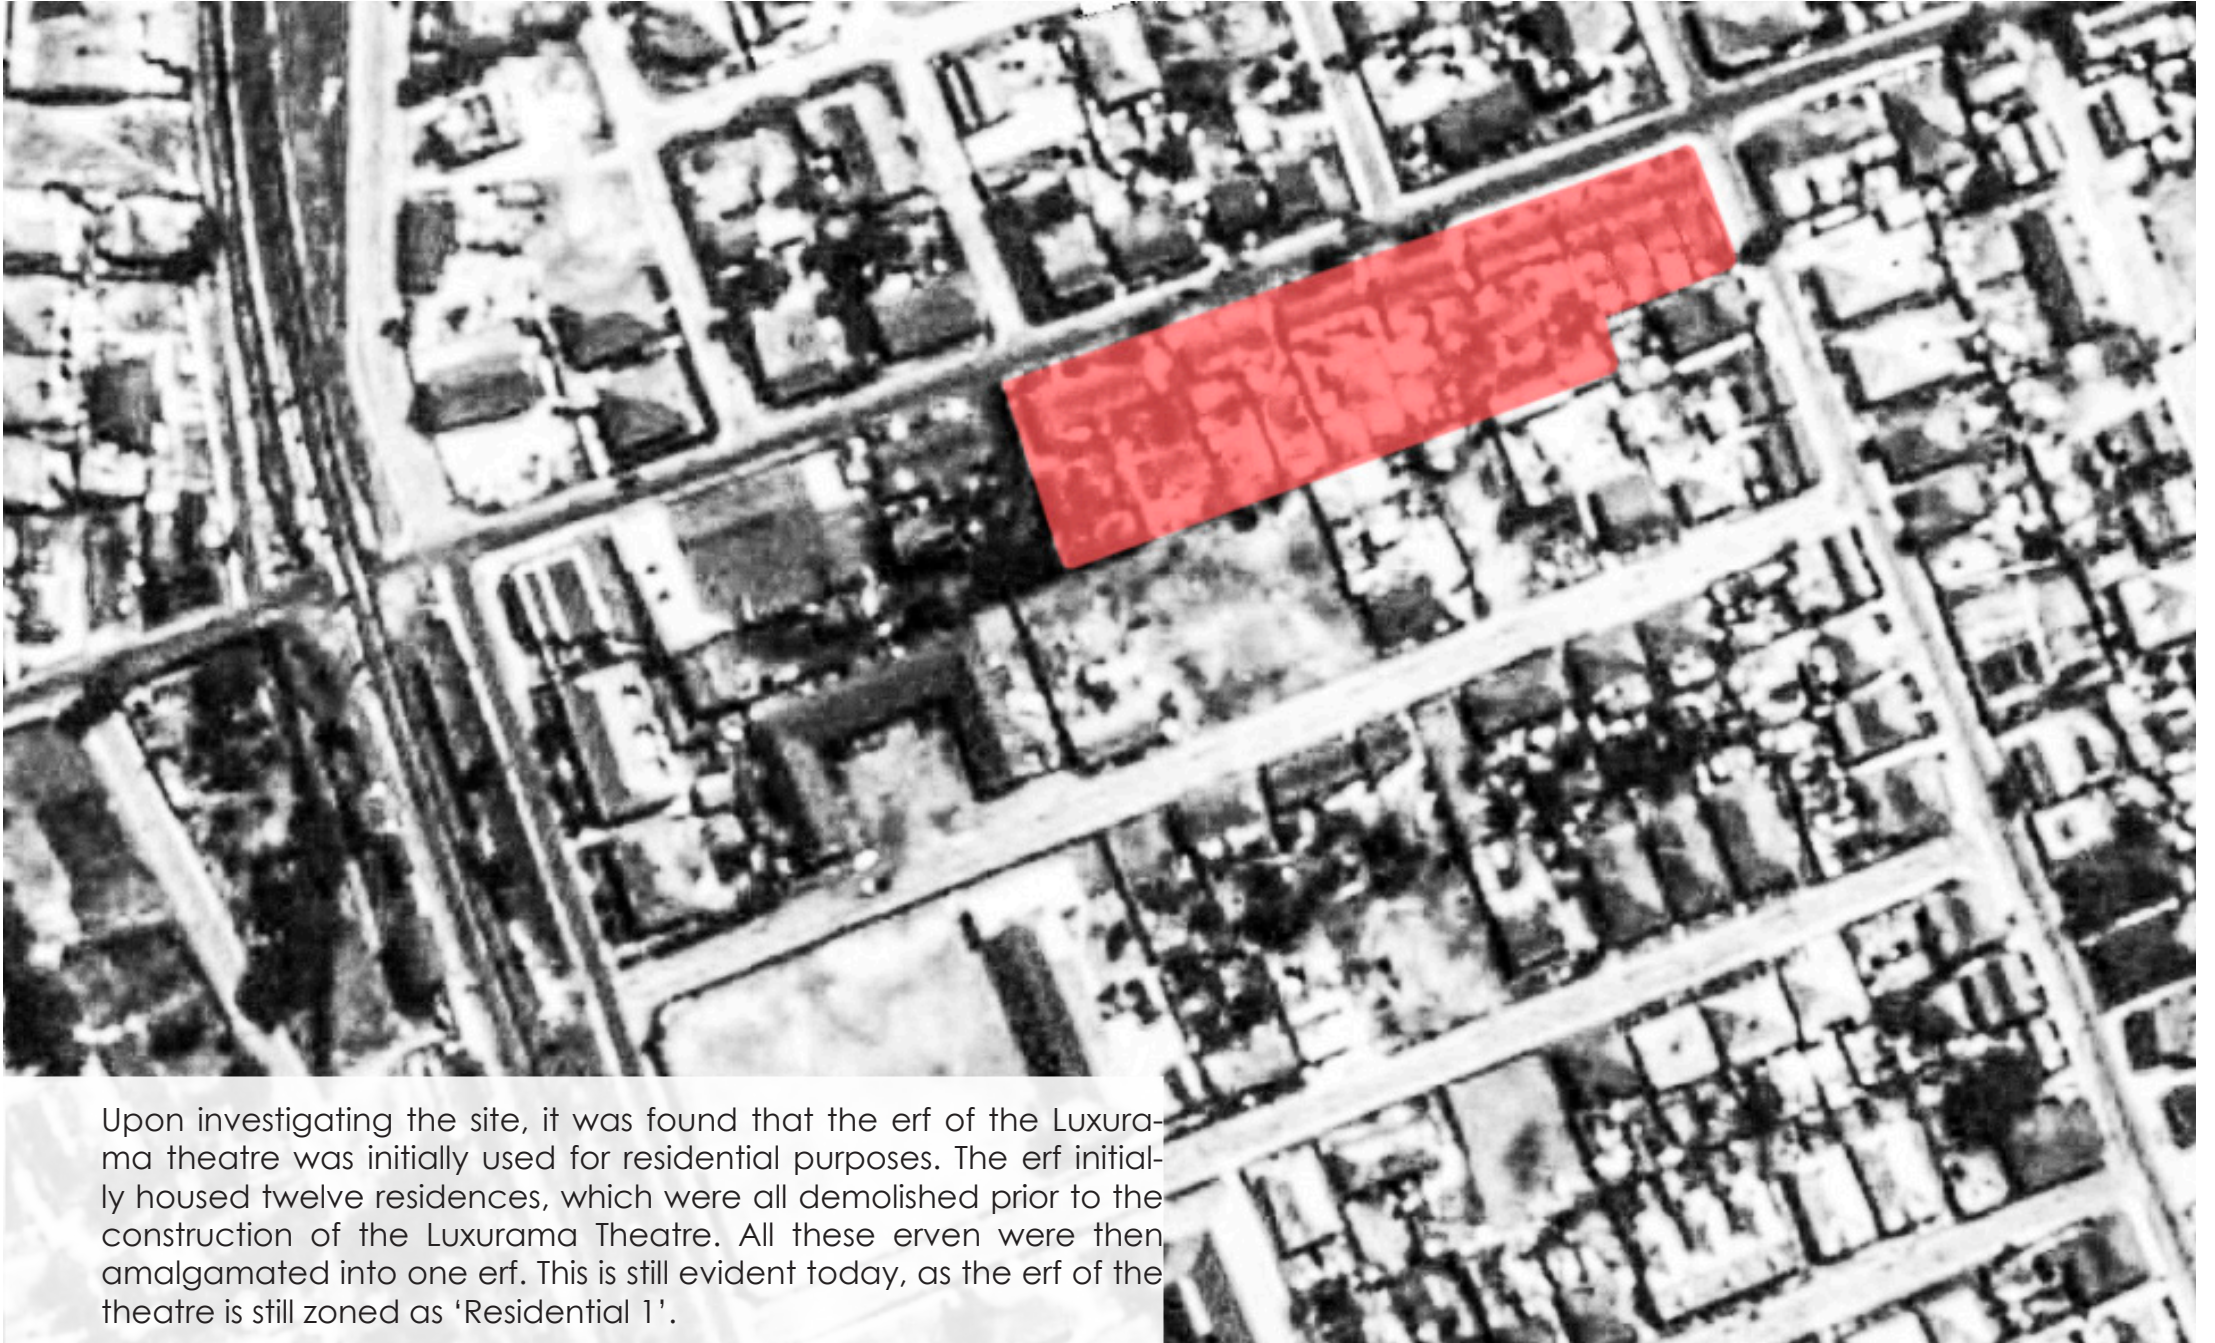 Upon investigating the site, it was found that the erf of the Luxura-
ma theatre was initially used for residential purposes. The erf initial-
ly housed twelve residences, which were all demolished prior to the
construction of the Luxurama Theatre. All these erven were then
amalgamated into one erf. This is still evident today, as the erf of the
theatre is still zoned as ‘Residential 1’.